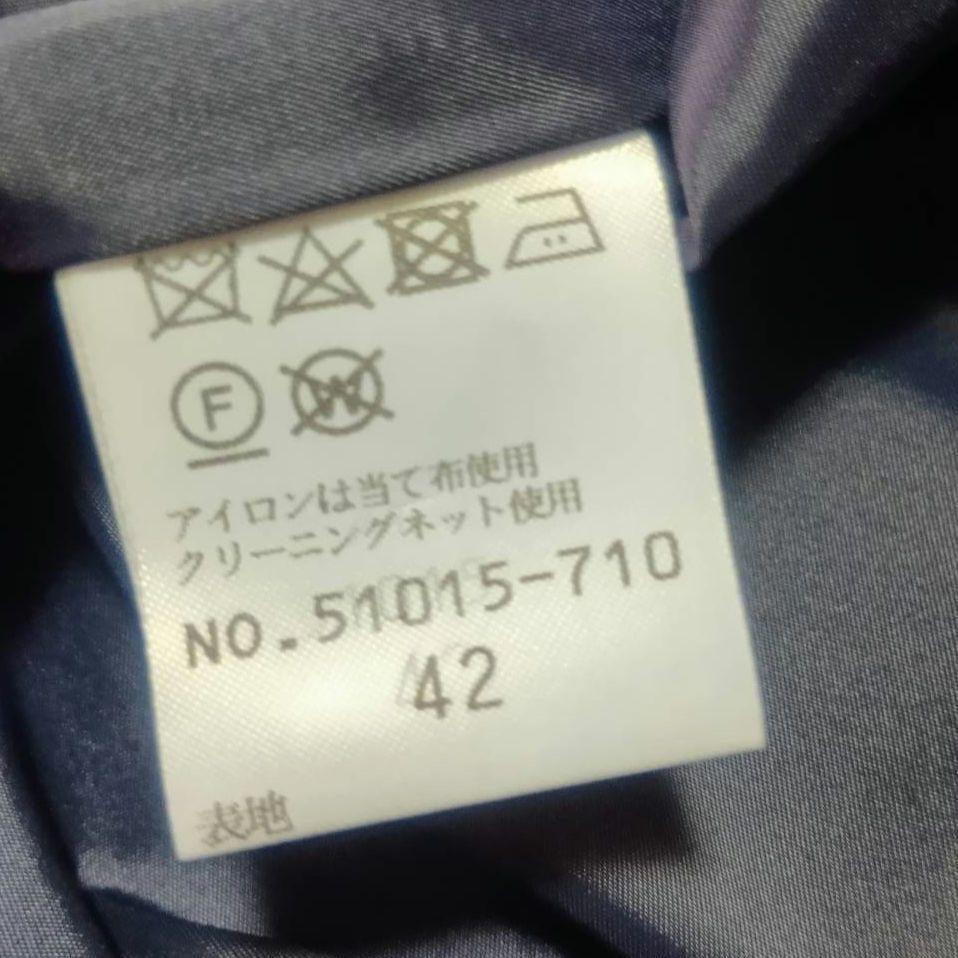 F W
アイロンは当て布使用
クリーニングネット使用
NO.51015-710
42
表地